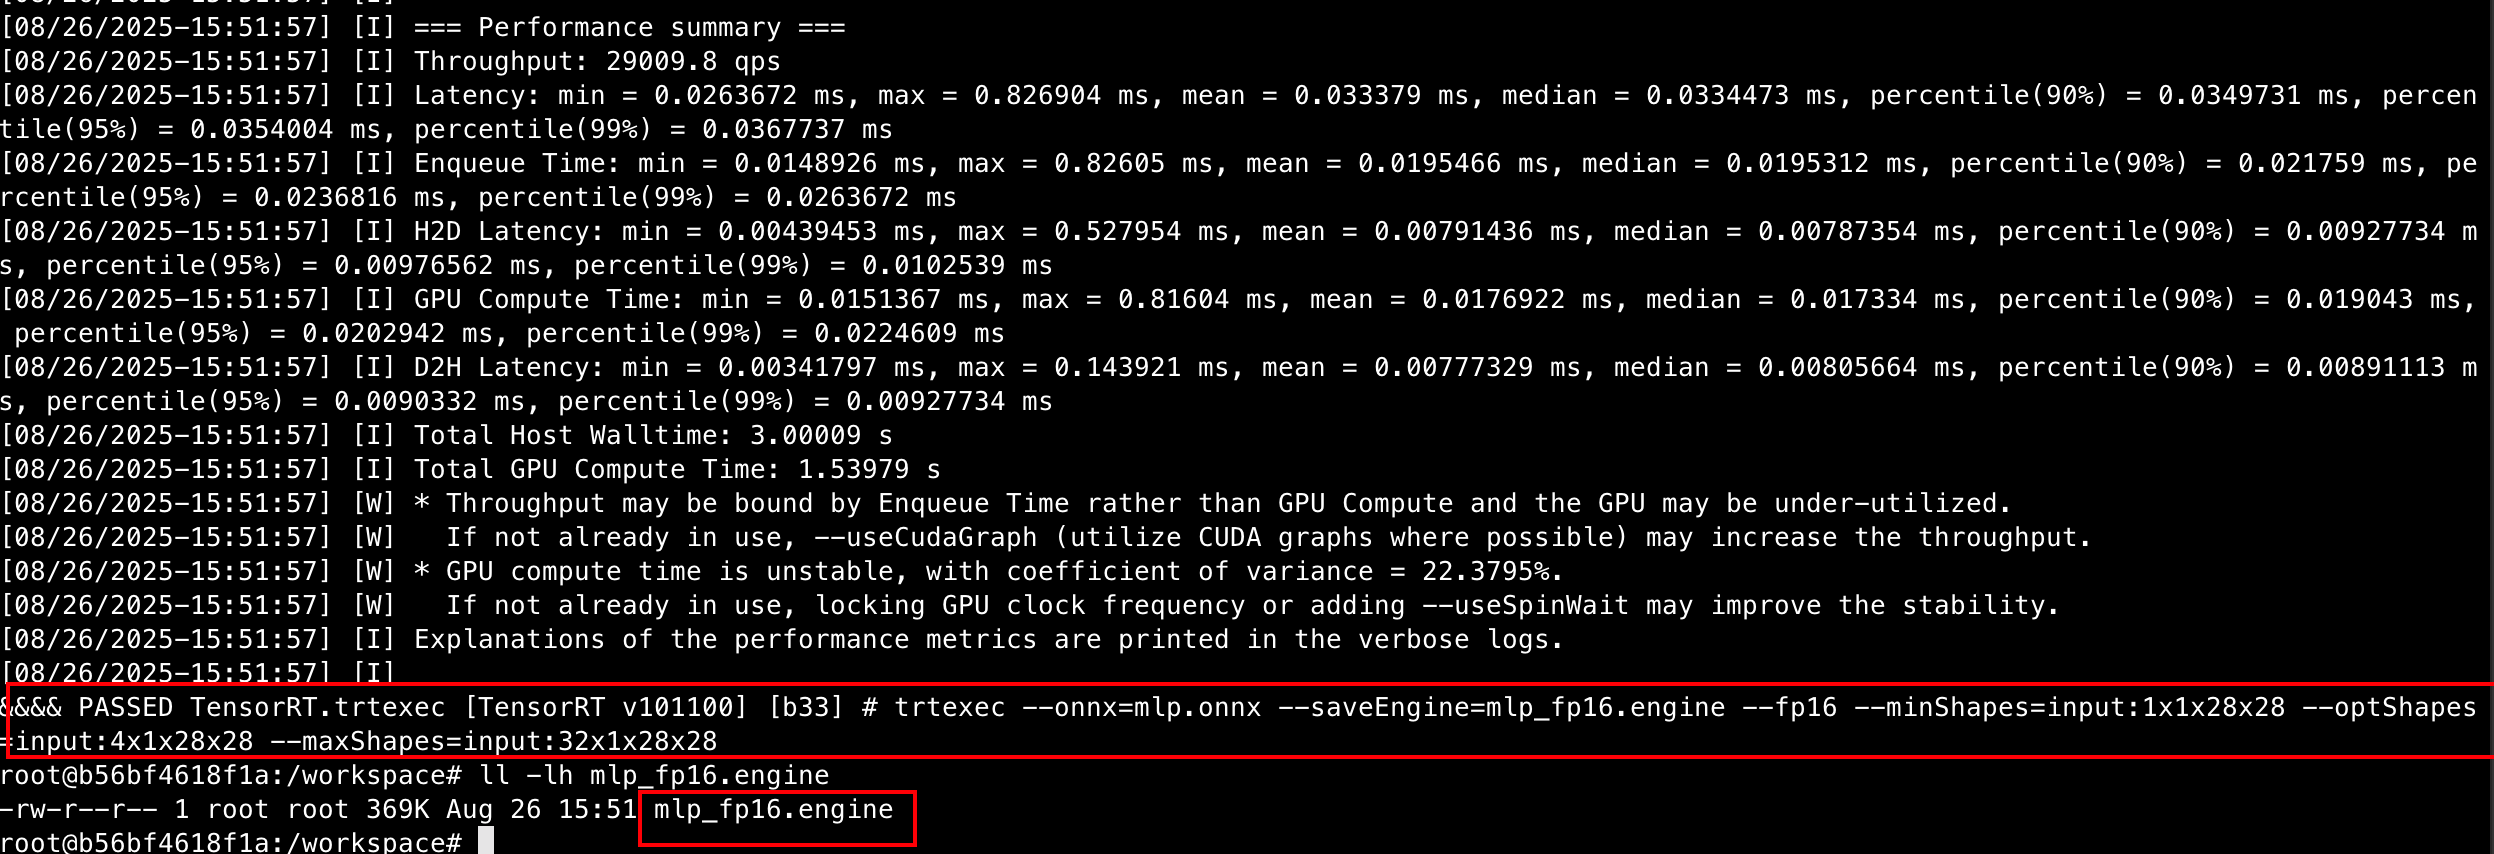 [08/26/2025-15:51:57] [I]
[08/26/2025-15:51:57] [I] === Performance summary ===
[08/26/2025-15:51:57] [I] Throughput: 29009.8 qps
[08/26/2025-15:51:57] [I] Latency: min = 0.0263672 ms, max = 0.826904 ms, mean = 0.033379 ms, median = 0.0334473 ms, percentile(90%) = 0.0349731 ms, percen
tile(95%) = 0.0354004 ms, percentile(99%) = 0.0367737 ms
[08/26/2025-15:51:57] [I] Enqueue Time: min = 0.0148926 ms, max = 0.82605 ms, mean = 0.0195466 ms, median = 0.0195312 ms, percentile(90%) = 0.021759 ms, pe
rcentile(95%) = 0.0236816 ms, percentile(99%) = 0.0263672 ms
[08/26/2025-15:51:57] [I] H2D Latency: min = 0.00439453 ms, max = 0.527954 ms, mean = 0.00791436 ms, median = 0.00787354 ms, percentile(90%) = 0.00927734 m
s, percentile(95%) = 0.00976562 ms, percentile(99%) = 0.0102539 ms
[08/26/2025-15:51:57] [I] GPU Compute Time: min = 0.0151367 ms, max = 0.81604 ms, mean = 0.0176922 ms, median = 0.017334 ms, percentile(90%) = 0.019043 ms,
percentile(95%) = 0.0202942 ms, percentile(99%) = 0.0224609 ms
[08/26/2025-15:51:57] [I] D2H Latency: min = 0.00341797 ms, max = 0.143921 ms, mean = 0.00777329 ms, median = 0.00805664 ms, percentile(90%) = 0.00891113 m
s, percentile(95%) = 0.0090332 ms, percentile(99%) = 0.00927734 ms
[08/26/2025-15:51:57] [I] Total Host Walltime: 3.00009 s
[08/26/2025-15:51:57] [I] Total GPU Compute Time: 1.53979 s
[08/26/2025-15:51:57] [W] * Throughput may be bound by Enqueue Time rather than GPU Compute and the GPU may be under-utilized.
[08/26/2025-15:51:57] [W]   If not already in use, --useCudaGraph (utilize CUDA graphs where possible) may increase the throughput.
[08/26/2025-15:51:57] [W] * GPU compute time is unstable, with coefficient of variance = 22.3795%.
[08/26/2025-15:51:57] [W]   If not already in use, locking GPU clock frequency or adding --useSpinWait may improve the stability.
[08/26/2025-15:51:57] [I] Explanations of the performance metrics are printed in the verbose logs.
[08/26/2025-15:51:57] [I]
&&&& PASSED TensorRT.trtexec [TensorRT v101100] [b33] # trtexec --onnx=mlp.onnx --saveEngine=mlp_fp16.engine --fp16 --minShapes=input:1x1x28x28 --optShapes
=input:4x1x28x28 --maxShapes=input:32x1x28x28
root@b56bf4618f1a:/workspace# ll -lh mlp_fp16.engine
-rw-r--r-- 1 root root 369K Aug 26 15:51 mlp_fp16.engine
root@b56bf4618f1a:/workspace#